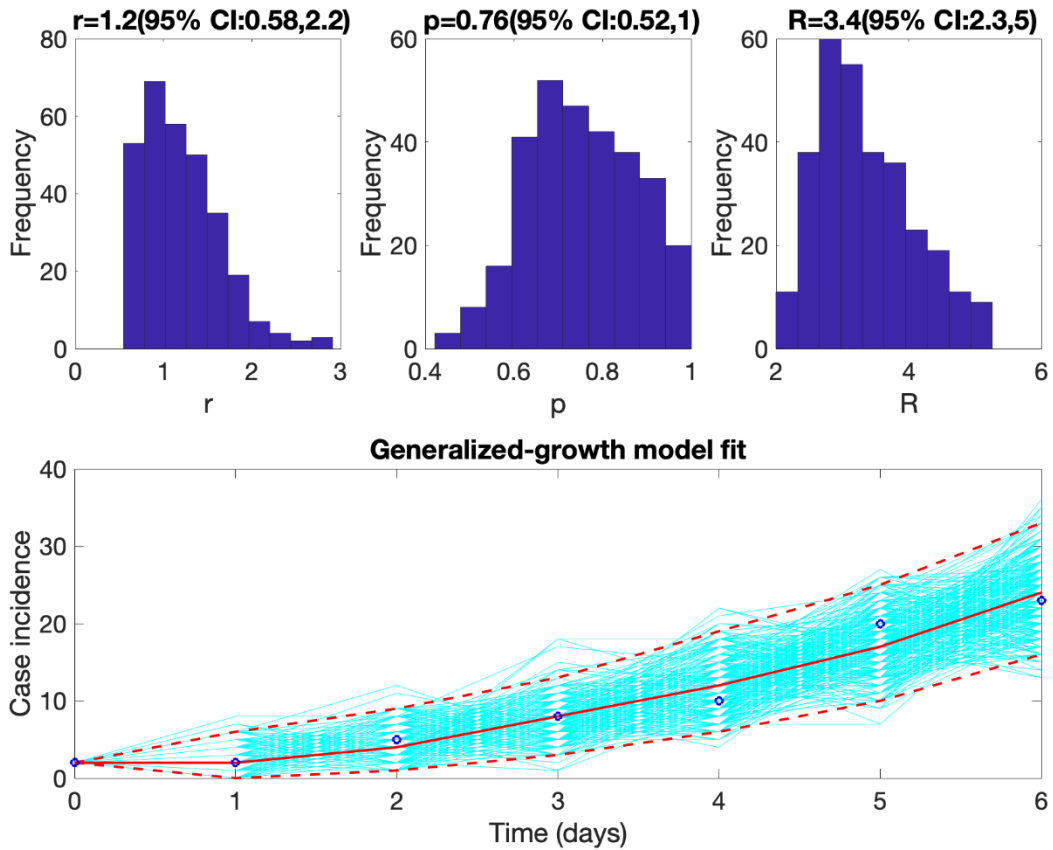 r=1.2(95% CI:0.58,2.2)
80
60
40
20
0
Frequency
0 1 2 3
r
p=0.76(95% CI:0.52,1)
60
40
20
0
Frequency
0.4 0.6 0.8 1
p
R=3.4(95% CI:2.3,5)
60
40
20
0
Frequency
2 4 6
R
Generalized-growth model fit
40
30
20
10
0
Case incidence
0 1 2 3 4 5 6
Time (days)